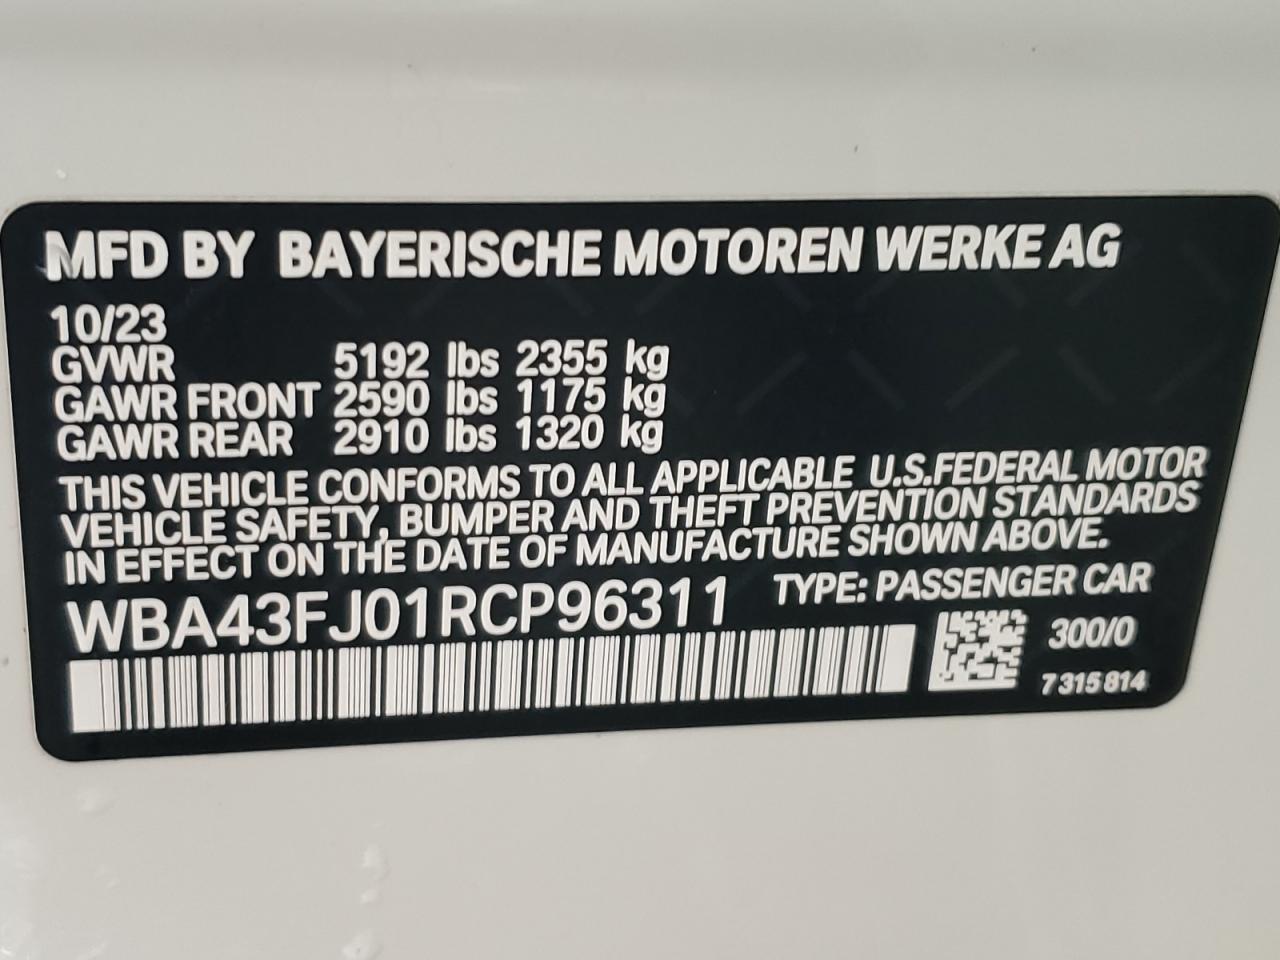 MFD BY BAYERISCHE MOTOREN WERKE AG
10/23
GVWR 5192 lbs 2355 kg
GAWR FRONT 2590 lbs 1175 kg
GAWR REAR 2910 lbs 1320 kg
THIS VEHICLE CONFORMS TO ALL APPLICABLE U.S.FEDERAL MOTOR
VEHICLE SAFETY, BUMPER AND THEFT PREVENTION STANDARDS
IN EFFECT ON THE DATE OF MANUFACTURE SHOWN ABOVE.
WBA43FJ01RCP96311 TYPE: PASSENGER CAR
300/0
7 315 814